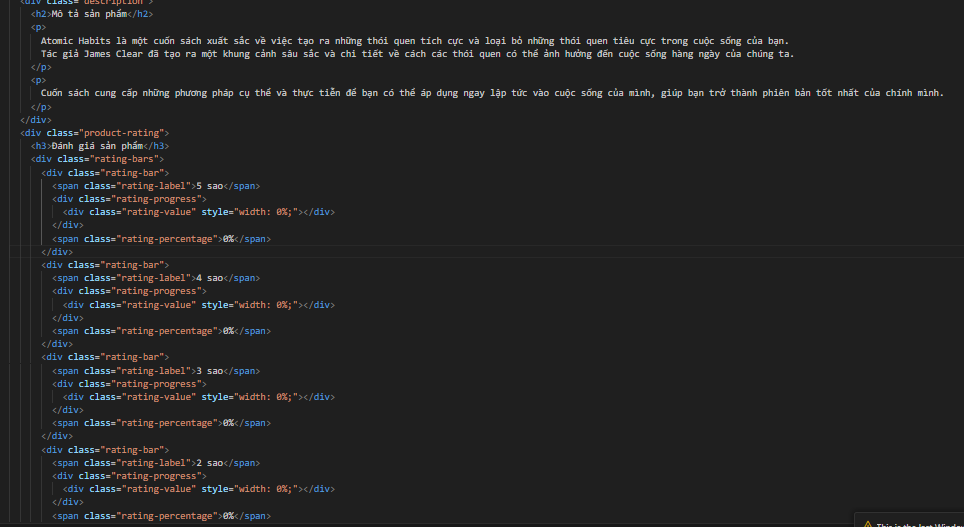 <div class="description">
<h2>Mô tả sản phẩm</h2>
<p>
Atomic Habits là một cuốn sách xuất sắc về việc tạo ra những thói quen tích cực và loại bỏ những thói quen tiêu cực trong cuộc sống của bạn.
Tác giả James Clear đã tạo ra một khung cảnh sâu sắc và chi tiết về cách các thói quen có thể ảnh hưởng đến cuộc sống hàng ngày của chúng ta.
</p>
<p>
Cuốn sách cung cấp những phương pháp cụ thể và thực tiễn để bạn có thể áp dụng ngay lập tức vào cuộc sống của mình, giúp bạn trở thành phiên bản tốt nhất của chính mình.
</p>
</div>
<div class="product-rating">
<h3>Đánh giá sản phẩm</h3>
<div class="rating-bars">
<div class="rating-bar">
<span class="rating-label">5 sao</span>
<div class="rating-progress">
<div class="rating-value" style="width: 0%;"></div>
</div>
<span class="rating-percentage">0%</span>
</div>
<div class="rating-bar">
<span class="rating-label">4 sao</span>
<div class="rating-progress">
<div class="rating-value" style="width: 0%;"></div>
</div>
<span class="rating-percentage">0%</span>
</div>
<div class="rating-bar">
<span class="rating-label">3 sao</span>
<div class="rating-progress">
<div class="rating-value" style="width: 0%;"></div>
</div>
<span class="rating-percentage">0%</span>
</div>
<div class="rating-bar">
<span class="rating-label">2 sao</span>
<div class="rating-progress">
<div class="rating-value" style="width: 0%;"></div>
</div>
<span class="rating-percentage">0%</span>
This is the last